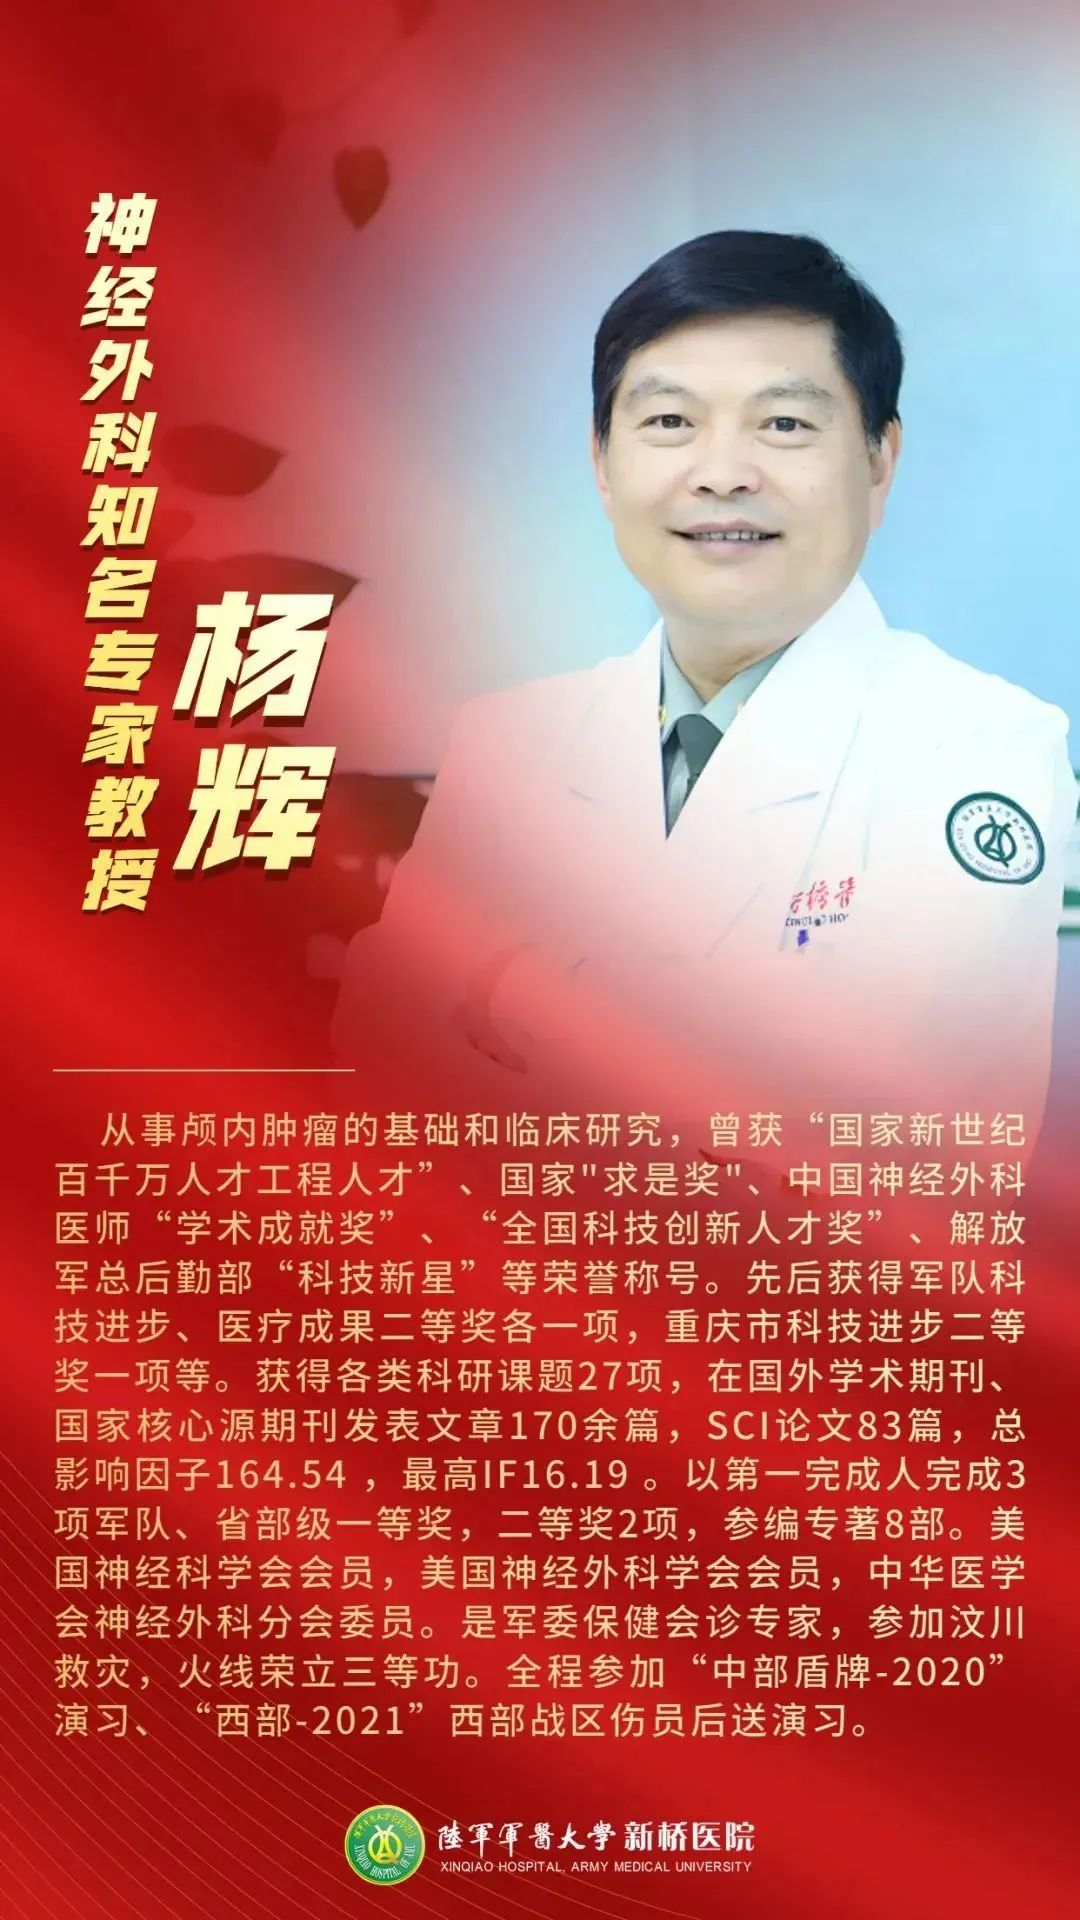 神经外科知名专家教授
杨辉
从事颅内肿瘤的基础和临床研究，曾获“国家新世纪
百千万人才工程人才”、国家"求是奖"、中国神经外科
医师“学术成就奖”、“全国科技创新人才奖”、解放
军总后勤部“科技新星”等荣誉称号。先后获得军队科
技进步、医疗成果二等奖各一项，重庆市科技进步二等
奖一项等。获得各类科研课题27项，在国外学术期刊、
国家核心源期刊发表文章170余篇，SCI论文83篇，总
影响因子164.54 ，最高IF16.19 。以第一完成人完成3
项军队、省部级一等奖，二等奖2项，参编专著8部。美
国神经科学会会员，美国神经外科学会会员，中华医学
会神经外科分会委员。是军委保健会诊专家，参加汶川
救灾，火线荣立三等功。全程参加“中部盾牌-2020”
演习、“西部-2021”西部战区伤员后送演习。
陸軍軍醫大學新桥医院
XINQIAO HOSPITAL, ARMY MEDICAL UNIVERSITY